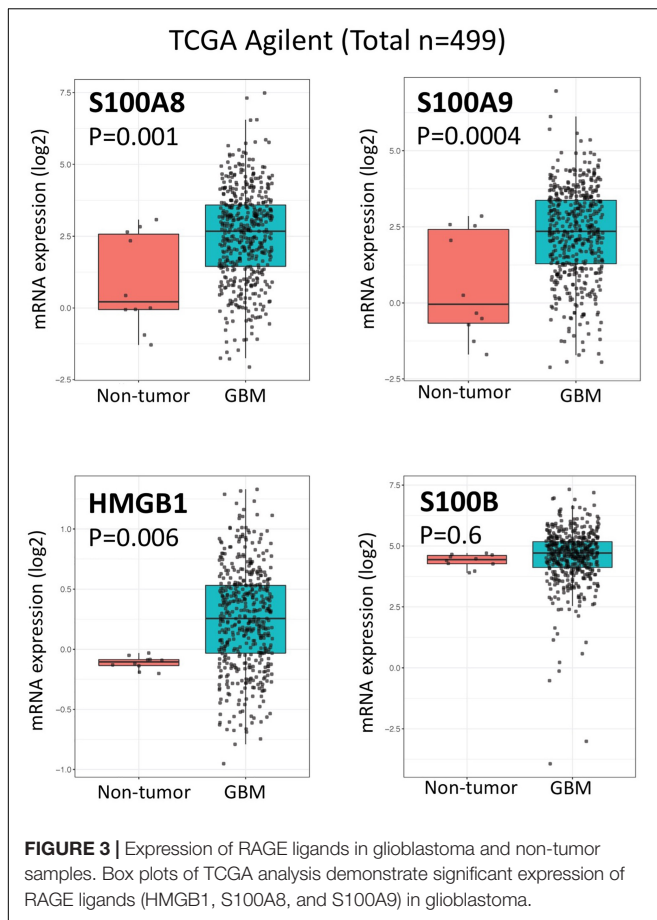 TCGA Agilent (Total n=499)
S100A8
P=0.001
mRNA expression (log2)
7.5
5.0
2.5
0.0
−2.5
Non-tumor GBM
S100A9
P=0.0004
mRNA expression (log2)
5.0
2.5
0.0
−2.5
Non-tumor GBM
HMGB1
P=0.006
mRNA expression (log2)
1.0
0.5
0.0
−0.5
−1.0
Non-tumor GBM
S100B
P=0.6
mRNA expression (log2)
7.5
5.0
2.5
0.0
−2.5
Non-tumor GBM
FIGURE 3 | Expression of RAGE ligands in glioblastoma and non-tumor
samples. Box plots of TCGA analysis demonstrate significant expression of
RAGE ligands (HMGB1, S100A8, and S100A9) in glioblastoma.